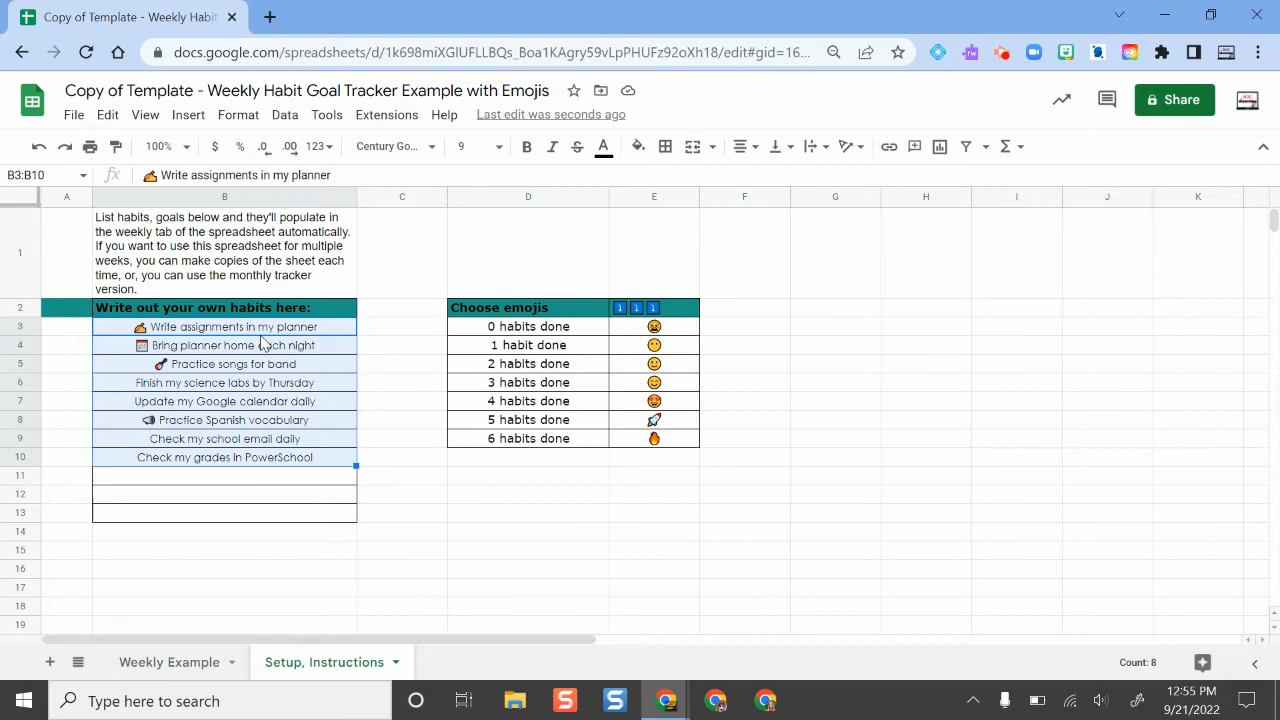 Copy of Template - Weekly Habit
docs.google.com/spreadsheets/d/1k698miXGlUFLLBQs_Boa1KAgry59vLpPHUFz92oXh18/edit#gid=16...
Copy of Template - Weekly Habit Goal Tracker Example with Emojis
File Edit View Insert Format Data Tools Extensions Help Last edit was seconds ago
Share
100% $ % .0 .00 123 Century Go... 9 B I S A
B3:B10 fx ✍ Write assignments in my planner
A B C D E F G H I J K
1
List habits, goals below and they'll populate in
the weekly tab of the spreadsheet automatically.
If you want to use this spreadsheet for multiple
weeks, you can make copies of the sheet each
time, or, you can use the monthly tracker
version.
2 Write out your own habits here: Choose emojis ⤵️⤵️⤵️
3 ✍ Write assignments in my planner 0 habits done 😫
4 🗓 Bring planner home each night 1 habit done 😶
5 🎸 Practice songs for band 2 habits done 🙂
6 Finish my science labs by Thursday 3 habits done 😊
7 Update my Google calendar daily 4 habits done 😍
8 📢 Practice Spanish vocabulary 5 habits done 🚀
9 Check my school email daily 6 habits done 🔥
10 Check my grades in PowerSchool
11
12
13
14
15
16
17
18
19
Weekly Example Setup, Instructions Count: 8
Type here to search
12:55 PM
9/21/2022